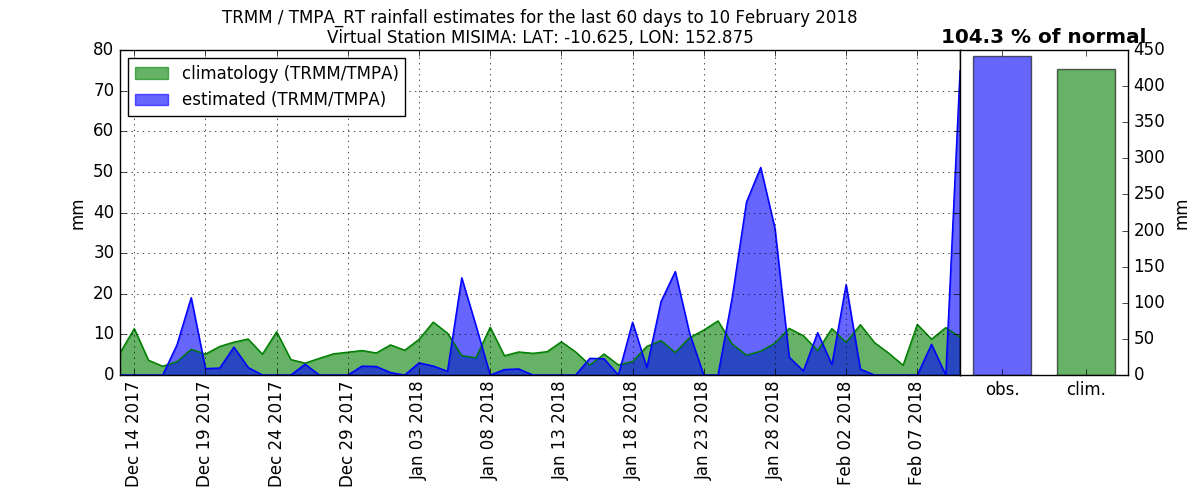 TRMM / TMPA_RT rainfall estimates for the last 60 days to 10 February 2018
Virtual Station MISIMA: LAT: -10.625, LON: 152.875
104.3 % of normal
climatology (TRMM/TMPA)
estimated (TRMM/TMPA)
mm
80
70
60
50
40
30
20
10
0
450
400
350
300
250
200
150
100
50
0
mm
Dec 14 2017
Dec 19 2017
Dec 24 2017
Dec 29 2017
Jan 03 2018
Jan 08 2018
Jan 13 2018
Jan 18 2018
Jan 23 2018
Jan 28 2018
Feb 02 2018
Feb 07 2018
obs.
clim.